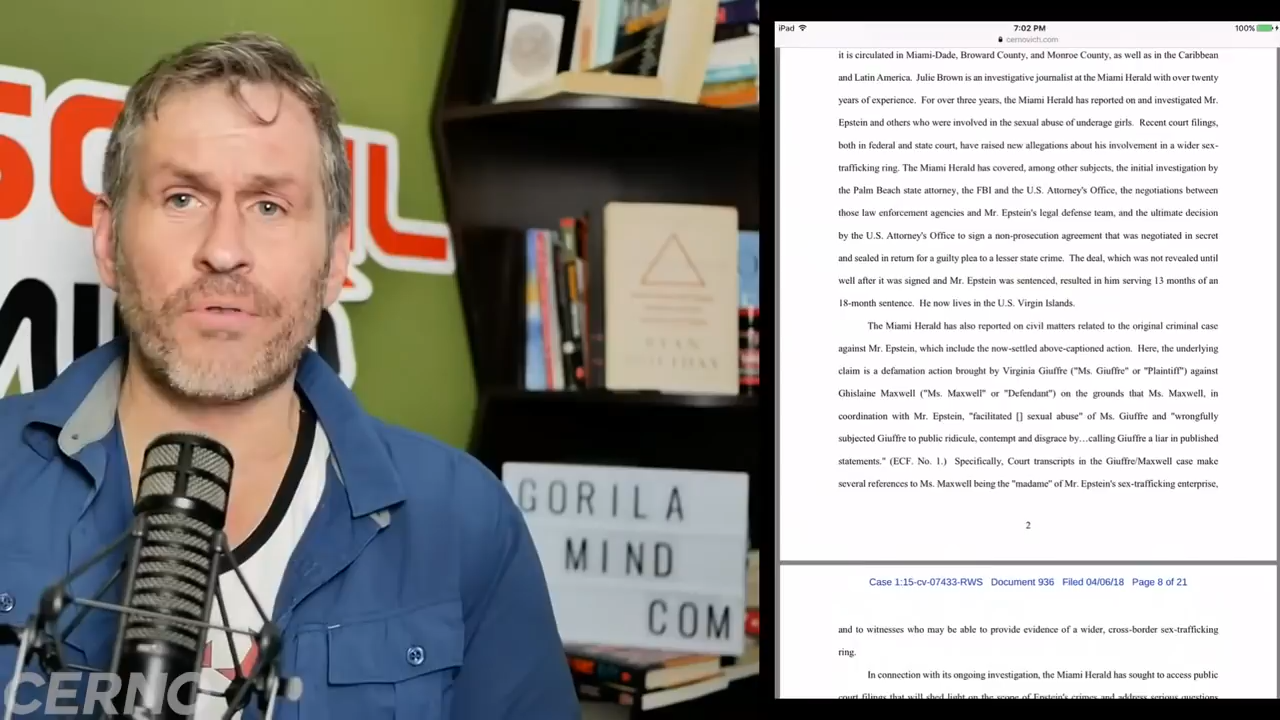 GORILA
MIND
COM
CERNO
iPad
7:02 PM
100%
cernovich.com
it is circulated in Miami-Dade, Broward County, and Monroe County, as well as in the Caribbean
and Latin America. Julie Brown is an investigative journalist at the Miami Herald with over twenty
years of experience. For over three years, the Miami Herald has reported on and investigated Mr.
Epstein and others who were involved in the sexual abuse of underage girls. Recent court filings,
both in federal and state court, have raised new allegations about his involvement in a wider sex-
trafficking ring. The Miami Herald has covered, among other subjects, the initial investigation by
the Palm Beach state attorney, the FBI and the U.S. Attorney's Office, the negotiations between
those law enforcement agencies and Mr. Epstein's legal defense team, and the ultimate decision
by the U.S. Attorney's Office to sign a non-prosecution agreement that was negotiated in secret
and sealed in return for a guilty plea to a lesser state crime. The deal, which was not revealed until
well after it was signed and Mr. Epstein was sentenced, resulted in him serving 13 months of an
18-month sentence. He now lives in the U.S. Virgin Islands.
The Miami Herald has also reported on civil matters related to the original criminal case
against Mr. Epstein, which include the now-settled above-captioned action. Here, the underlying
claim is a defamation action brought by Virginia Giuffre ("Ms. Giuffre" or "Plaintiff") against
Ghislaine Maxwell ("Ms. Maxwell" or "Defendant") on the grounds that Ms. Maxwell, in
coordination with Mr. Epstein, "facilitated [] sexual abuse" of Ms. Giuffre and "wrongfully
subjected Giuffre to public ridicule, contempt and disgrace by…calling Giuffre a liar in published
statements." (ECF. No. 1.) Specifically, Court transcripts in the Giuffre/Maxwell case make
several references to Ms. Maxwell being the "madame" of Mr. Epstein's sex-trafficking enterprise,
2
Case 1:15-cv-07433-RWS Document 936 Filed 04/06/18 Page 8 of 21
and to witnesses who may be able to provide evidence of a wider, cross-border sex-trafficking
ring.
In connection with its ongoing investigation, the Miami Herald has sought to access public
court filings that will shed light on the scope of Epstein's crimes and address serious questions